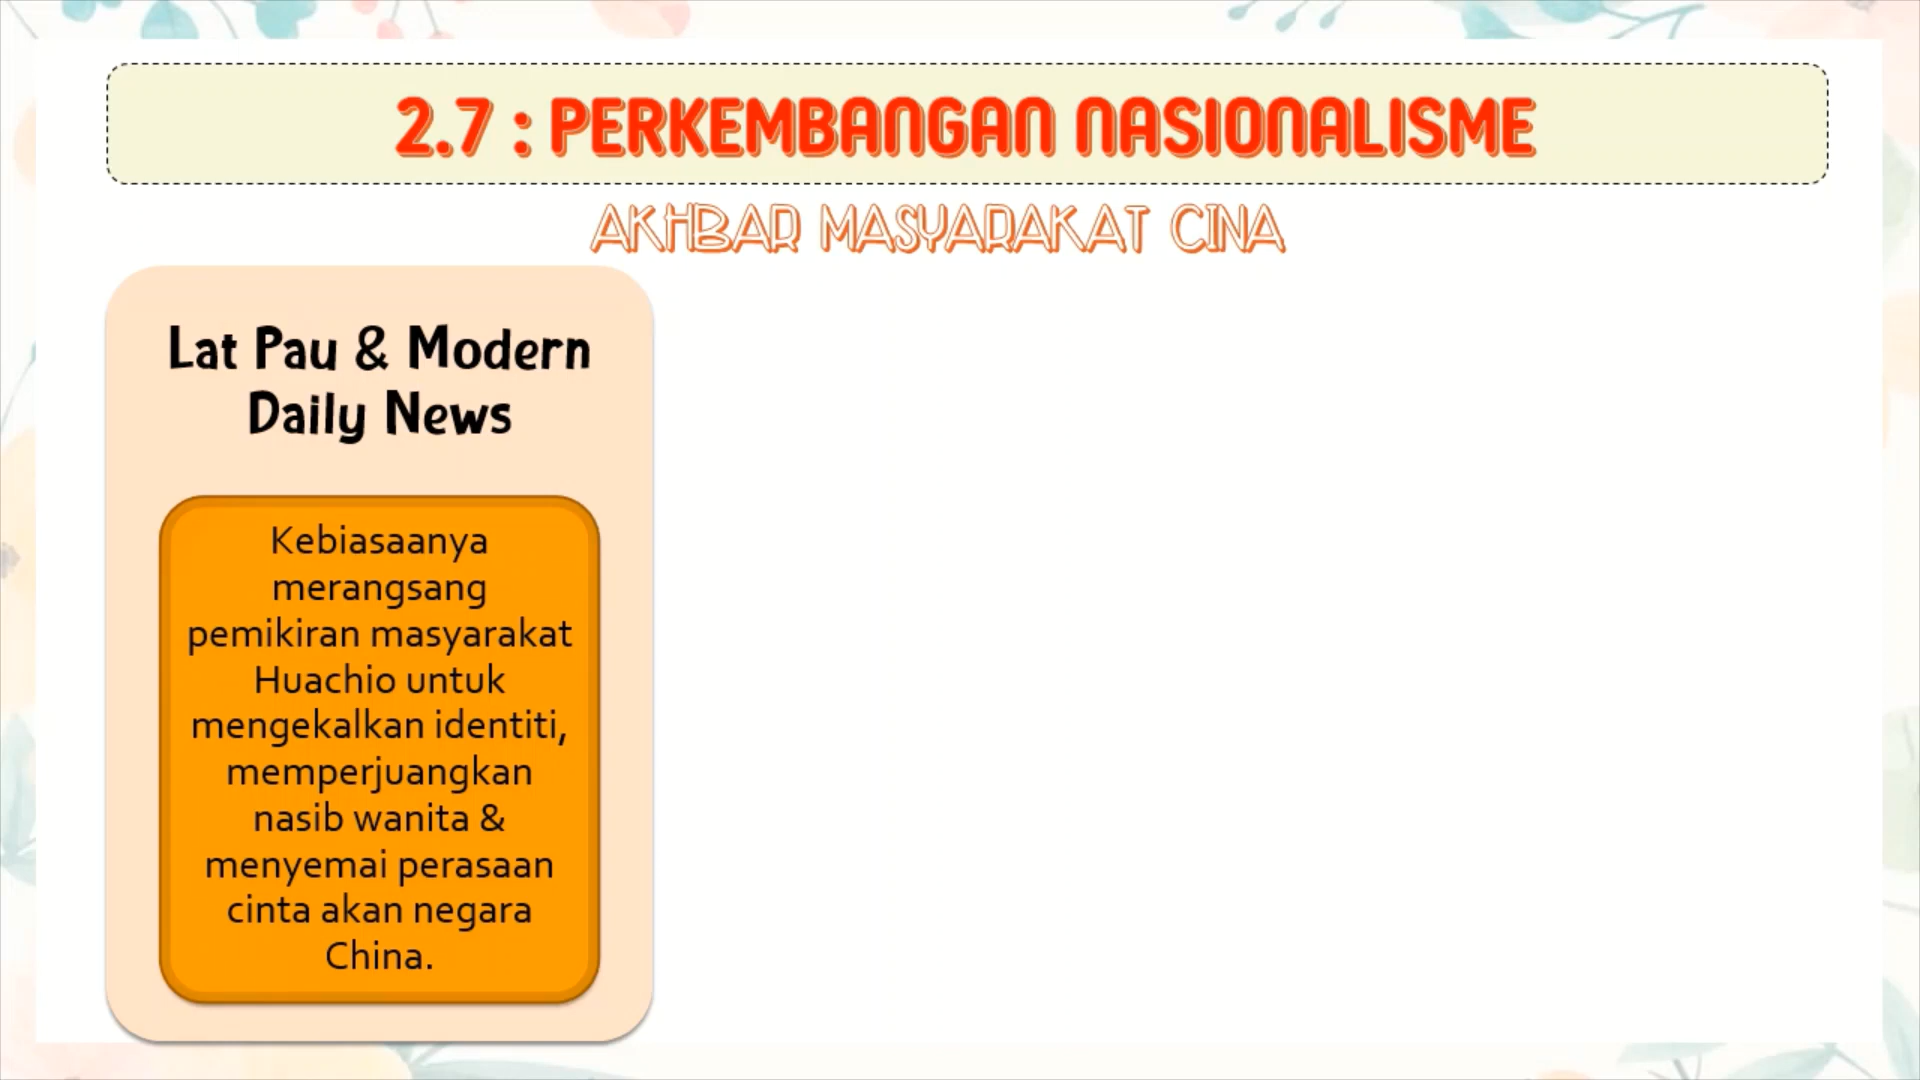 2.7 : PERKEMBANGAN NASIONALISME
AKHBAR MASYARAKAT CINA
Lat Pau & Modern
Daily News
Kebiasaanya
merangsang
pemikiran masyarakat
Huachio untuk
mengekalkan identiti,
memperjuangkan
nasib wanita &
menyemai perasaan
cinta akan negara
China.